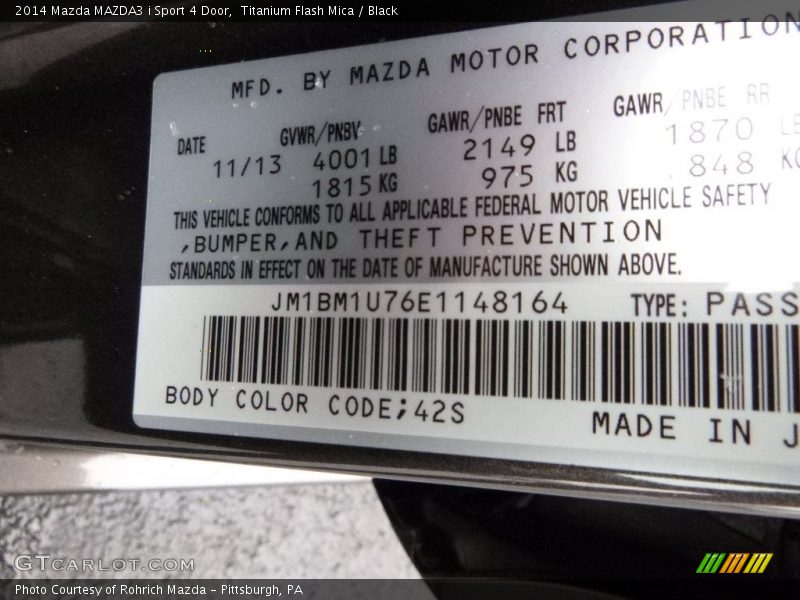 2014 Mazda MAZDA3 i Sport 4 Door,  Titanium Flash Mica / Black
MFD. BY MAZDA MOTOR CORPORATION
DATE GVWR/PNBV GAWR/PNBE FRT GAWR/PNBE RR
11/13 4001 LB 2149 LB 1870 LB
1815 KG 975 KG 848 KG
THIS VEHICLE CONFORMS TO ALL APPLICABLE FEDERAL MOTOR VEHICLE SAFETY
,BUMPER,AND THEFT PREVENTION
STANDARDS IN EFFECT ON THE DATE OF MANUFACTURE SHOWN ABOVE.
JM1BM1U76E1148164 TYPE: PASS
BODY COLOR CODE;42S
MADE IN J
GTCARLOT.COM
Photo Courtesy of Rohrich Mazda - Pittsburgh, PA